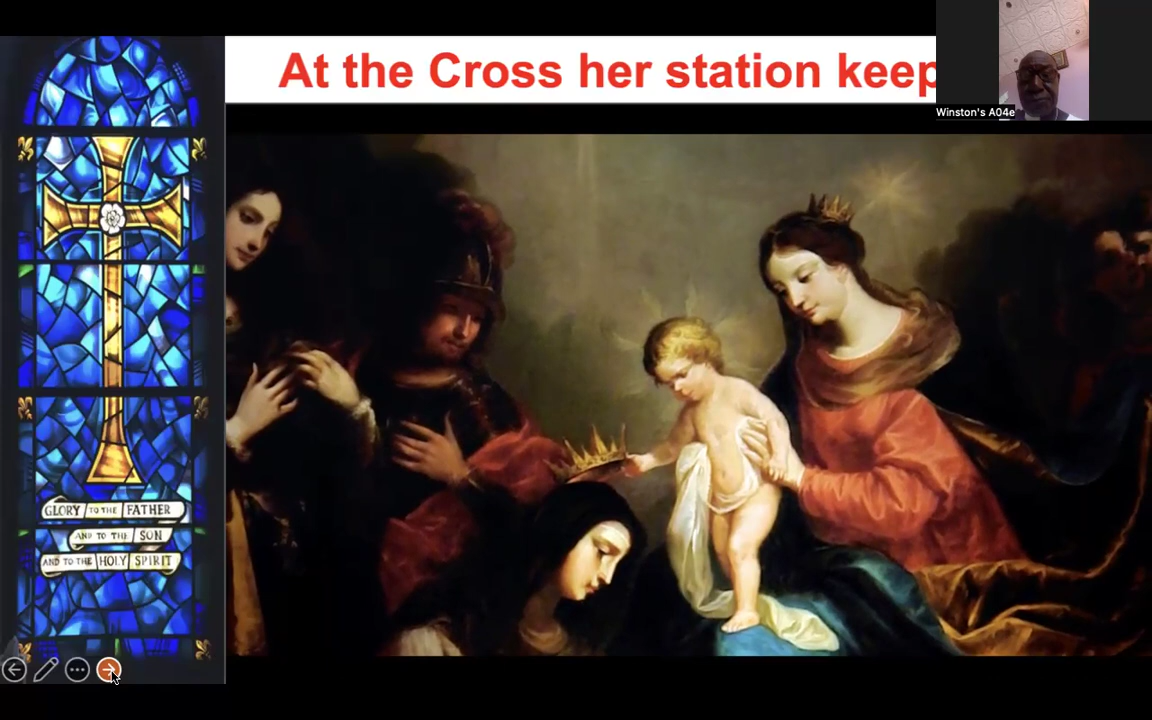 At the Cross her station keep
Winston's A04e
GLORY TO THE FATHER
AND TO THE SON
AND TO THE HOLY SPIRIT